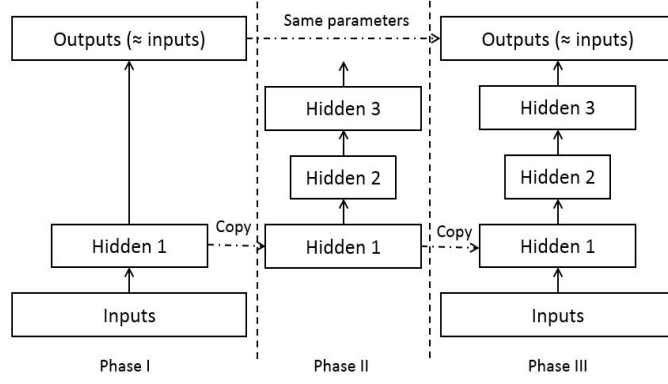 Same parameters
Outputs (≈ inputs)
Outputs (≈ inputs)
Hidden 3
Hidden 3
Hidden 2
Hidden 2
Copy
Copy
Hidden 1
Hidden 1
Hidden 1
Inputs
Inputs
Phase I
Phase II
Phase III